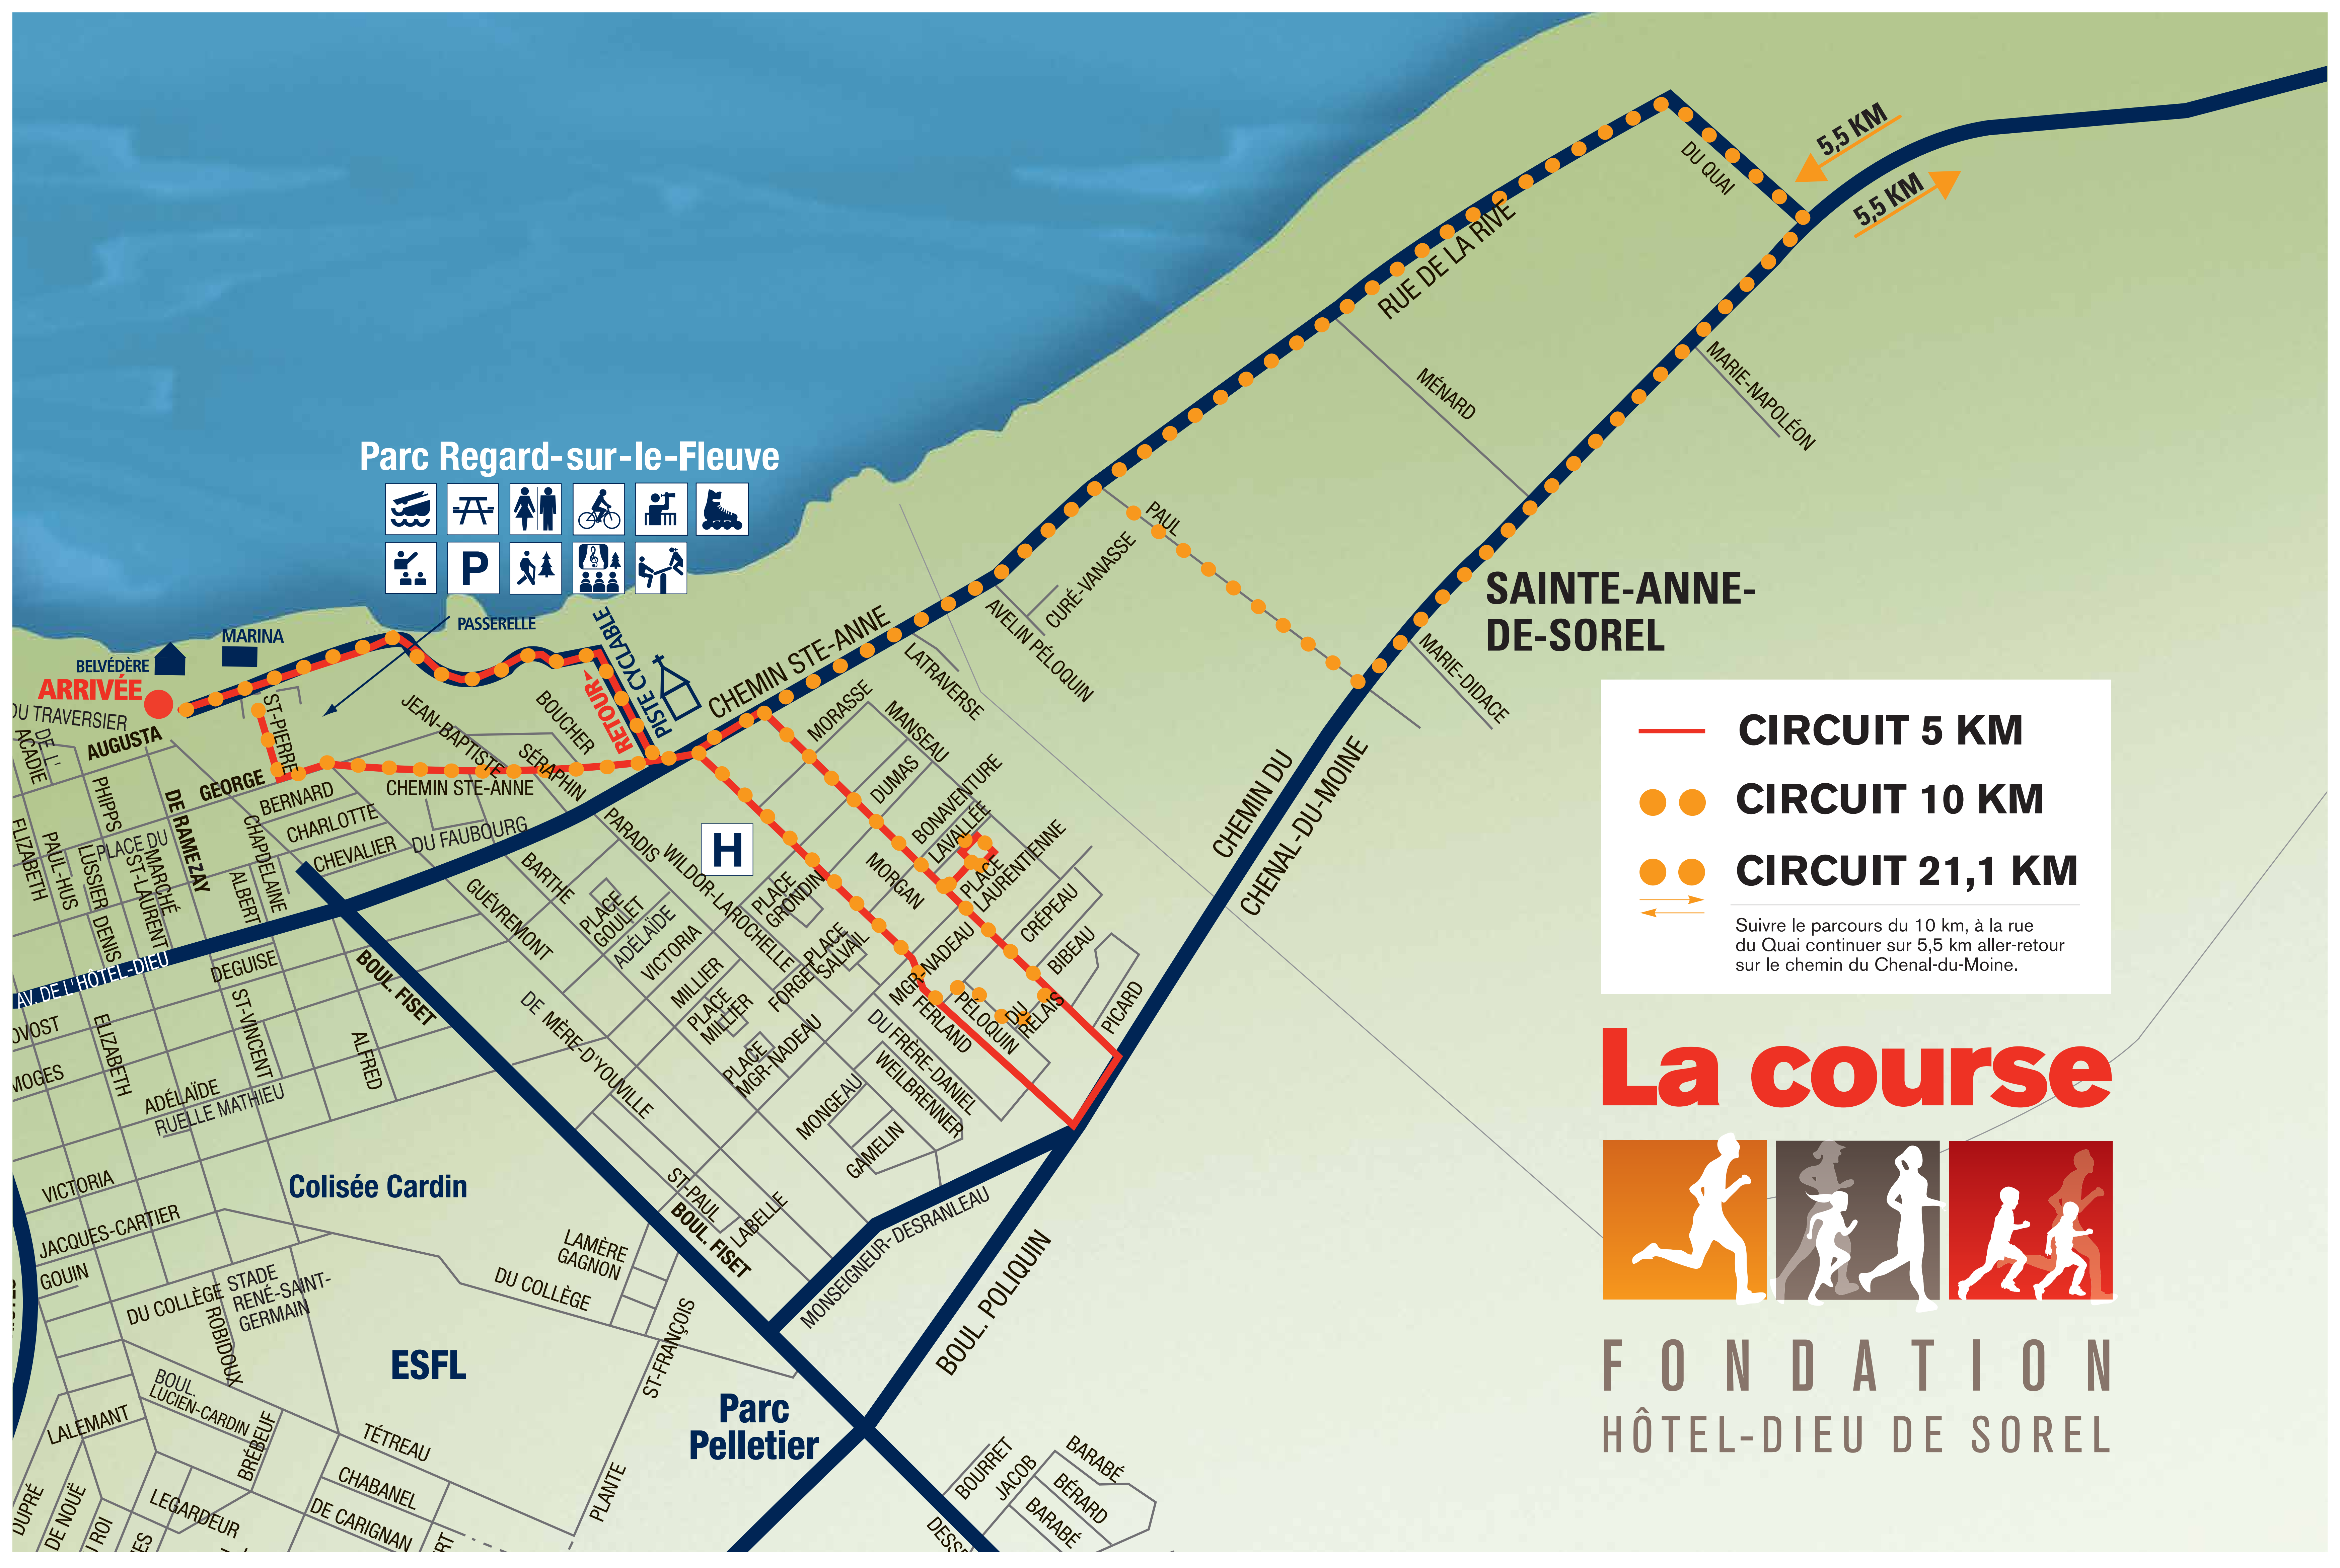 5,5 KM
5,5 KM
DU QUAI
RUE DE LA RIVE
MARIE-NAPOLÉON
MÉNARD
Parc Regard-sur-le-Fleuve
P
PAUL
CURÉ-VANASSE
SAINTE-ANNE-
DE-SOREL
PASSERELLE
MARINA
BELVÉDÈRE
ARRIVÉE
PISTE CYCLABLE
RETOUR
CHEMIN STE-ANNE
AVELIN PÉLOQUIN
LATRAVERSE
MARIE-DIDACE
DU TRAVERSIER
AUGUSTA
DE L'
ACADIE
ST-PIERRE
JEAN-BAPTISTE
BOUCHER
SÉRAPHIN
MORASSE
MANSEAU
DUMAS
BONAVENTURE
LAVALLÉE
PLACE
LAURENTIENNE
CHEMIN DU
CHENAL-DU-MOINE
GEORGE
BERNARD
CHARLOTTE
CHEVALIER
CHEMIN STE-ANNE
DU FAUBOURG
PHIPPS
DE RAMEZAY
PLACE DU
MARCHÉ
ST-LAURENT
CHAPDELAINE
ALBERT
ELIZABETH
PAUL-HUS
LUSSIER
DENIS
PARADIS
WILDOR-LAROCHELLE
H
BARTHE
GUÉVREMONT
PLACE
GOULET
ADÉLAÏDE
VICTORIA
PLACE
GRONDIN
MORGAN
PLACE
SALVAIL
FORGET
MILLIER
PLACE
MILLIER
PLACE
MGR-NADEAU
MGR-NADEAU
CRÉPEAU
BIBEAU
PICARD
FERLAND
PÉLOQUIN
DU
RELAIS
DU FRÈRE-DANIEL
WEILBRENNER
MONGEAU
GAMELIN
AV. DE L'HÔTEL-DIEU
DEGUISE
BOUL. FISET
OVOST
MOGES
ELIZABETH
ST-VINCENT
ALFRED
ADÉLAÏDE
RUELLE MATHIEU
DE MÈRE-D'YOUVILLE
VICTORIA
Colisée Cardin
JACQUES-CARTIER
GOUIN
ST-PAUL
BOUL. FISET
LABELLE
MONSEIGNEUR-DESRANLEAU
BOUL. POLIQUIN
LAMÈRE
GAGNON
DU COLLÈGE
DU COLLÈGE
STADE
RENÉ-SAINT-
GERMAIN
ROBIDOUX
ESFL
ST-FRANÇOIS
Parc
Pelletier
BOUL.
LUCIEN-CARDIN
LALEMANT
BRÉBEUF
TÉTREAU
CHABANEL
DE CARIGNAN
LEGARDEUR
PLANTE
DUPRÉ
DE NOUË
ROI
BOURRET
JACOB
BARABÉ
BÉRARD
BARABÉ
DESSE
CIRCUIT 5 KM
CIRCUIT 10 KM
CIRCUIT 21,1 KM
Suivre le parcours du 10 km, à la rue
du Quai continuer sur 5,5 km aller-retour
sur le chemin du Chenal-du-Moine.
La course
FONDATION
HÔTEL-DIEU DE SOREL